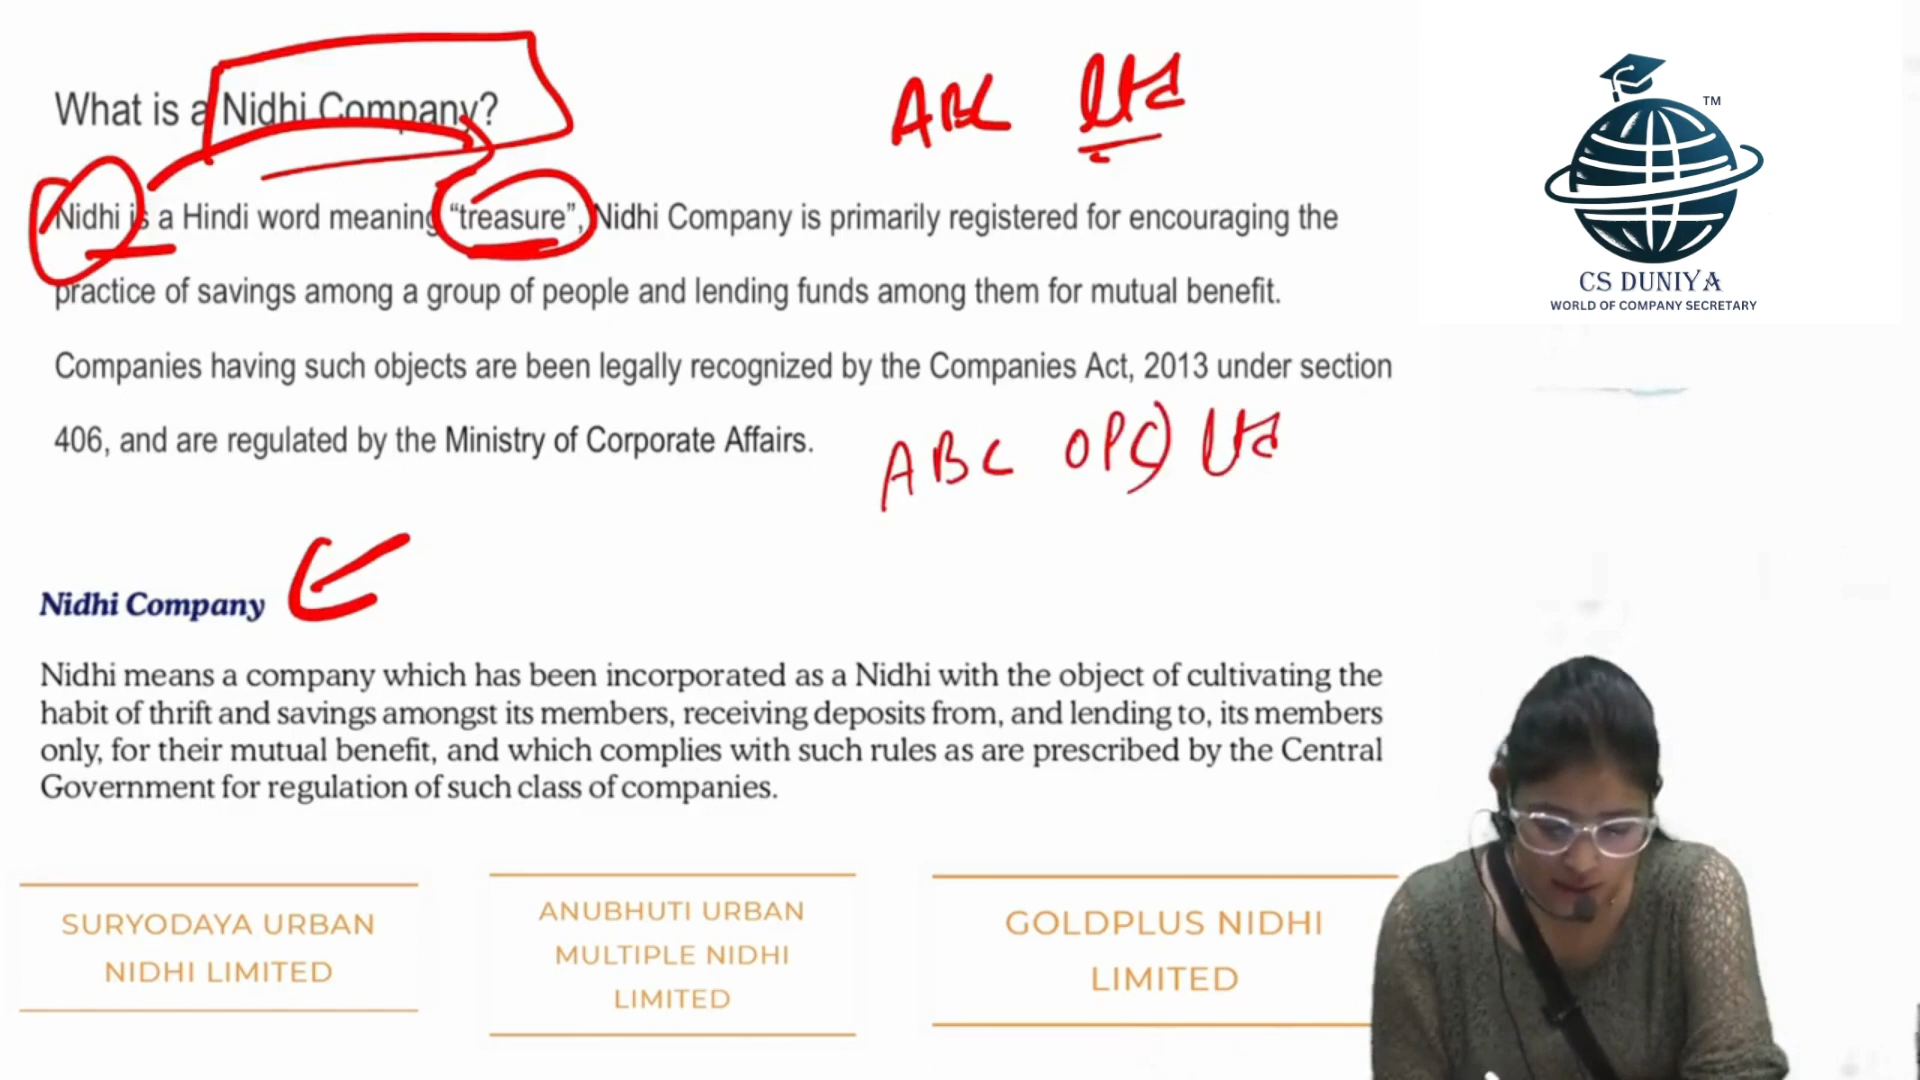 What is a Nidhi Company?
ABC Ltd
TM
Nidhi is a Hindi word meaning “treasure”, Nidhi Company is primarily registered for encouraging the
practice of savings among a group of people and lending funds among them for mutual benefit.
CS DUNIYA
WORLD OF COMPANY SECRETARY
Companies having such objects are been legally recognized by the Companies Act, 2013 under section
406, and are regulated by the Ministry of Corporate Affairs.
ABC OPC) Ltd
Nidhi Company
Nidhi means a company which has been incorporated as a Nidhi with the object of cultivating the
habit of thrift and savings amongst its members, receiving deposits from, and lending to, its members
only, for their mutual benefit, and which complies with such rules as are prescribed by the Central
Government for regulation of such class of companies.
SURYODAYA URBAN
NIDHI LIMITED
ANUBHUTI URBAN
MULTIPLE NIDHI
LIMITED
GOLDPLUS NIDHI
LIMITED